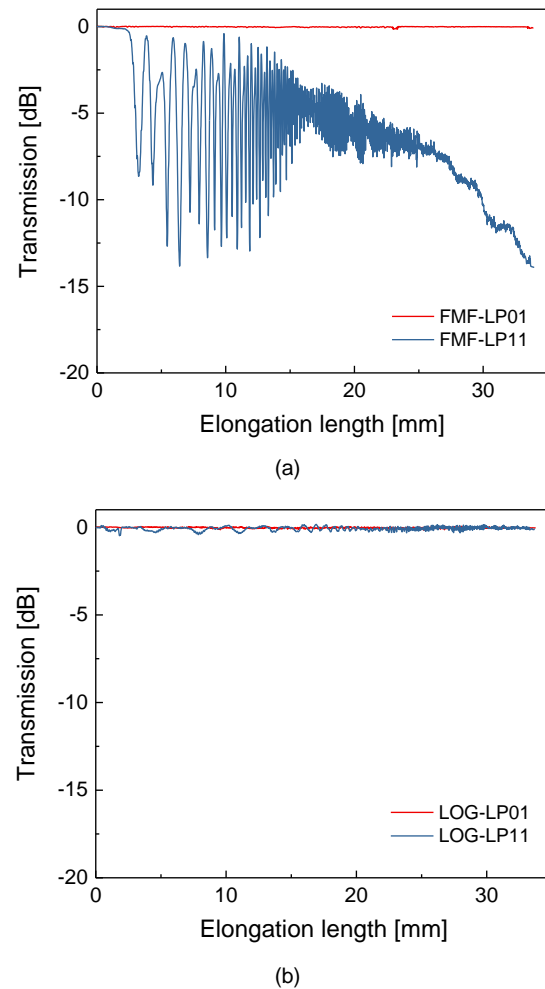 0
-5
-10
-15
-20
Transmission [dB]
FMF-LP01
FMF-LP11
0
10
20
30
Elongation length [mm]
(a)
0
-5
-10
-15
-20
Transmission [dB]
LOG-LP01
LOG-LP11
0
10
20
30
Elongation length [mm]
(b)